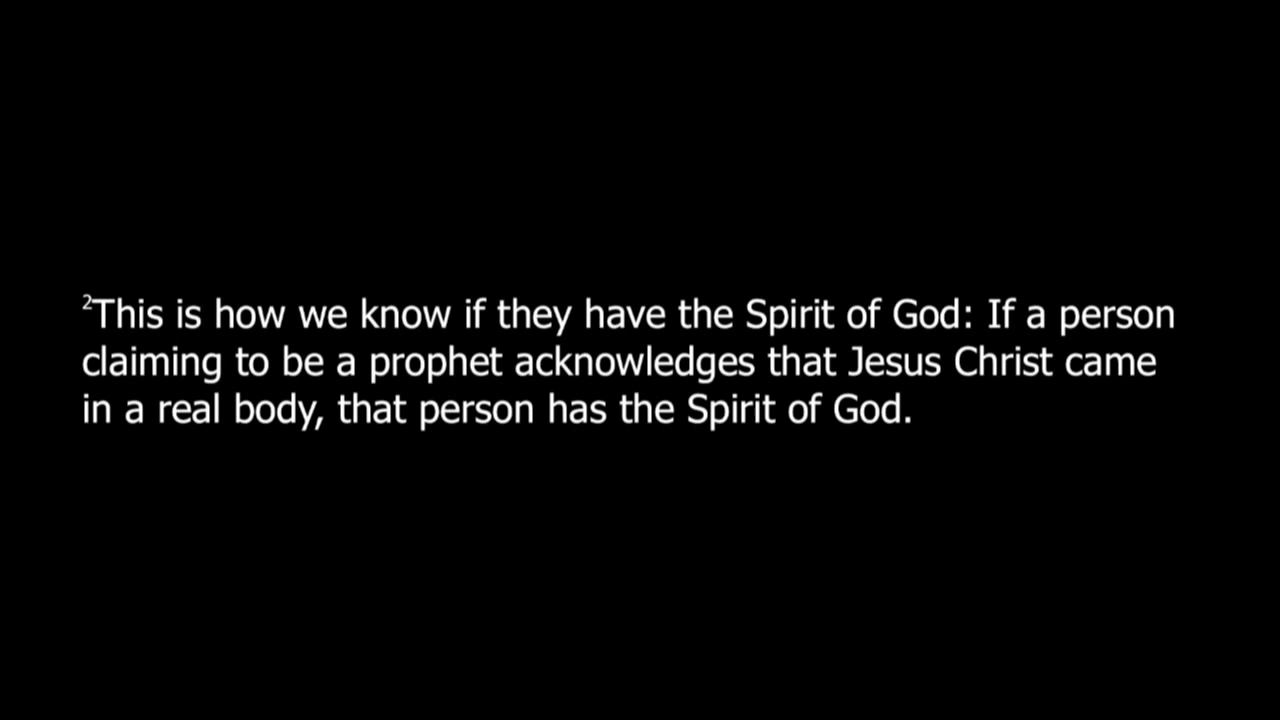 ²This is how we know if they have the Spirit of God: If a person
claiming to be a prophet acknowledges that Jesus Christ came
in a real body, that person has the Spirit of God.